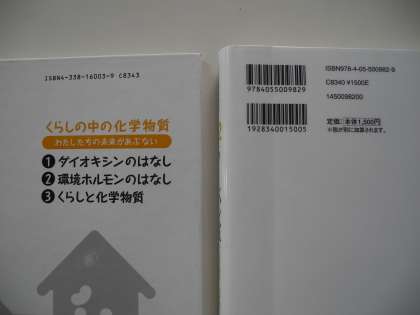 ISBN4-338-16003-9 C8343
くらしの中の化学物質
わたしたちの未来があぶない
1 ダイオキシンのはなし
2 環境ホルモンのはなし
3 くらしと化学物質
9784055009829
1928340015005
ISBN978-4-05-500982-9
C8340 ¥1500E
1450098200
定価:本体1,500円
※税が別に加算されます。